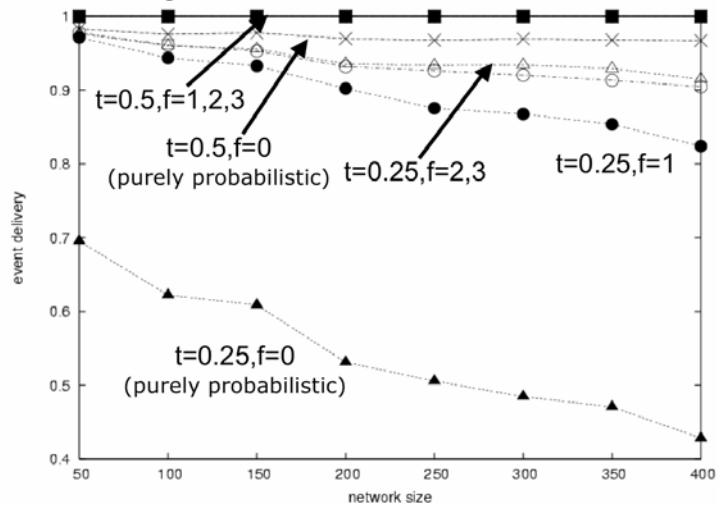 1
0.9
0.8
0.7
0.6
0.5
0.4
event delivery
t=0.5,f=1,2,3
t=0.5,f=0
(purely probabilistic)
t=0.25,f=2,3
t=0.25,f=1
t=0.25,f=0
(purely probabilistic)
50 100 150 200 250 300 350 400
network size